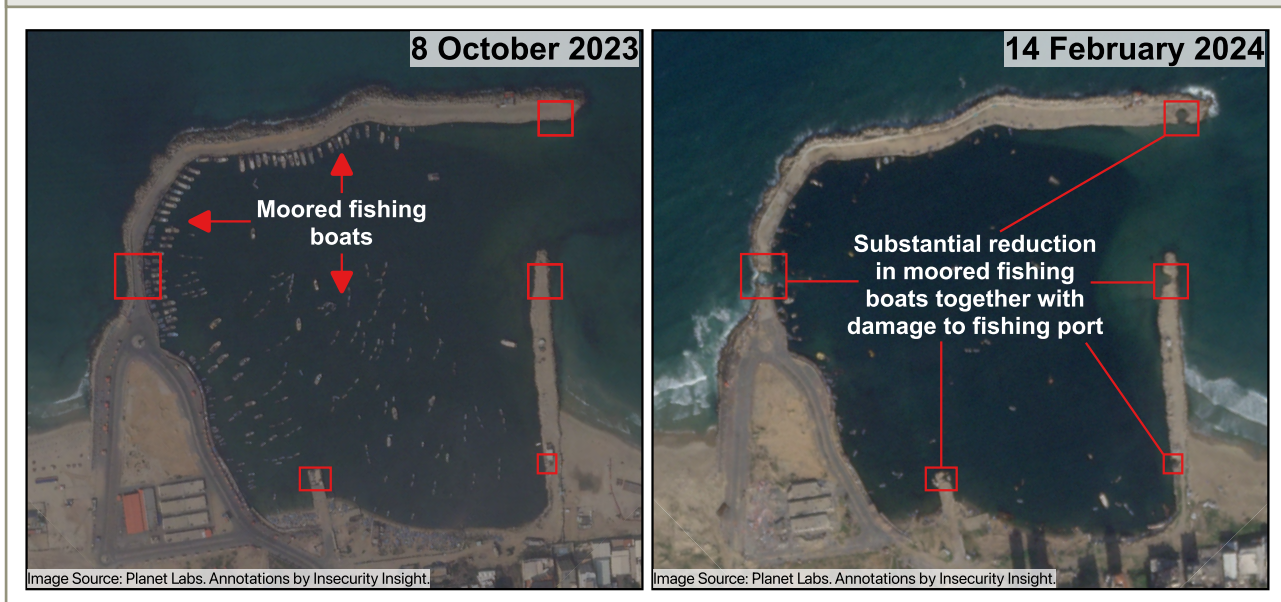 8 October 2023
Moored fishing
boats
Image Source: Planet Labs. Annotations by Insecurity Insight.
14 February 2024
Substantial reduction
in moored fishing
boats together with
damage to fishing port
Image Source: Planet Labs. Annotations by Insecurity Insight.